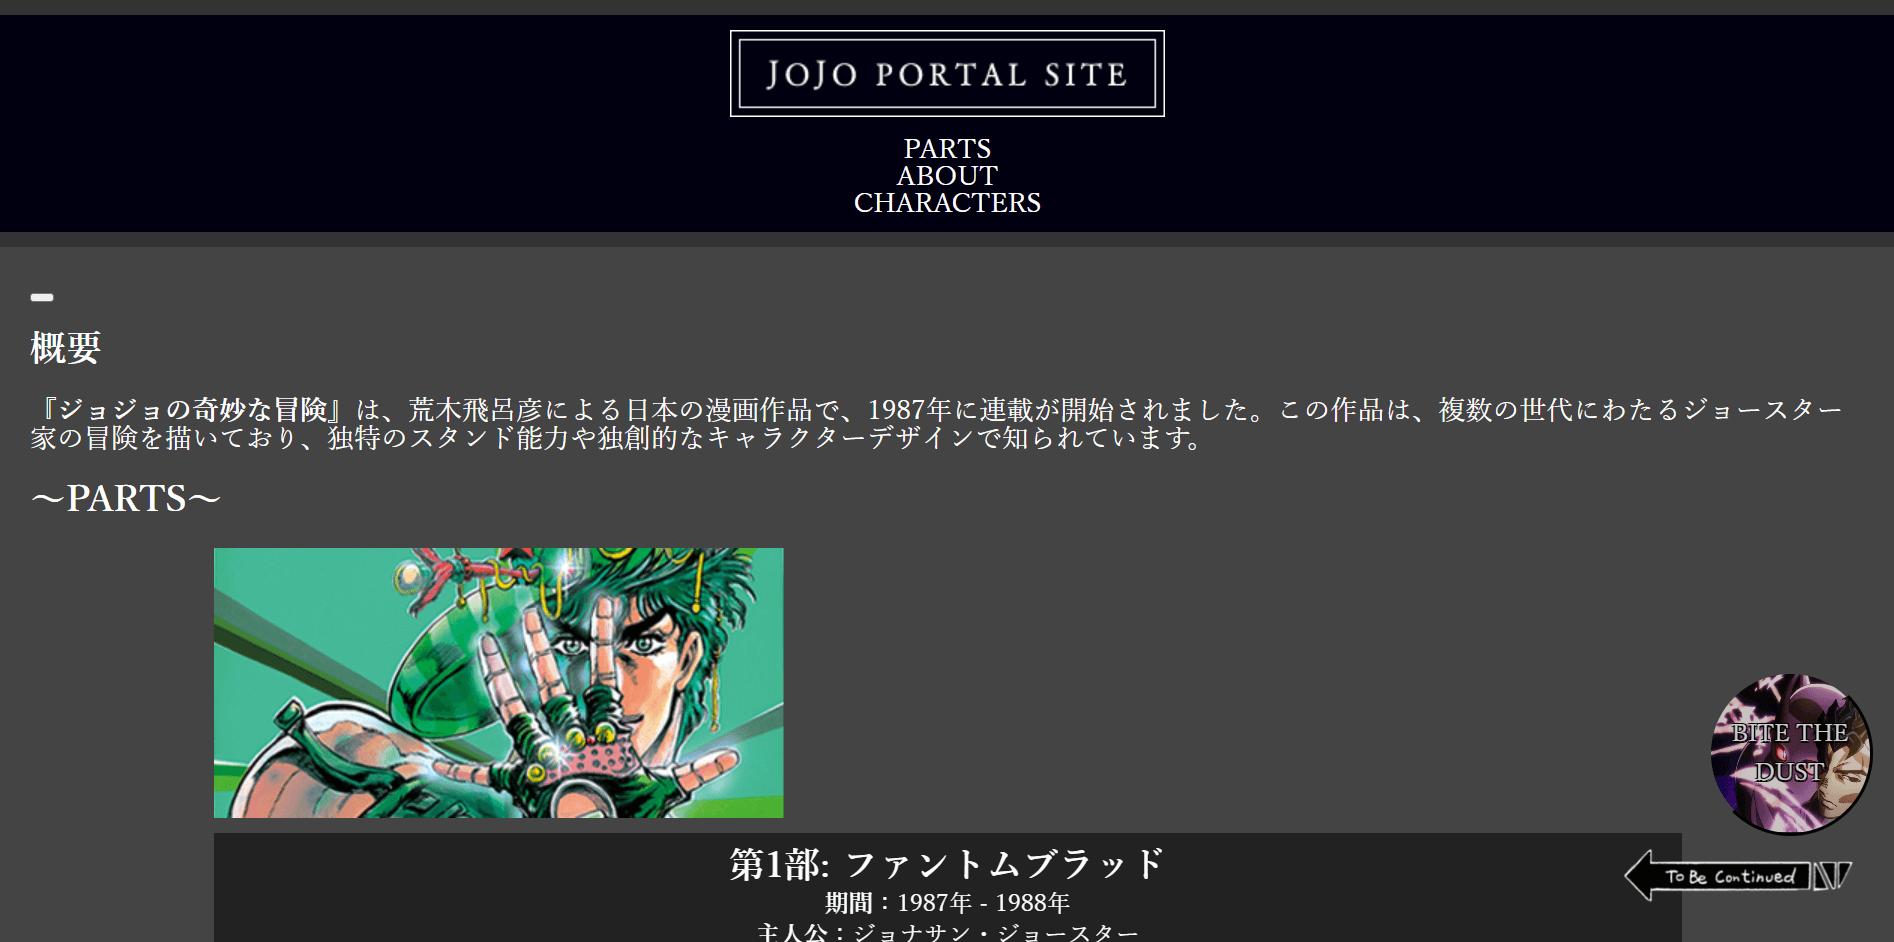 JOJO PORTAL SITE
PARTS
ABOUT
CHARACTERS
概要
『ジョジョの奇妙な冒険』は、荒木飛呂彦による日本の漫画作品で、1987年に連載が開始されました。この作品は、複数の世代にわたるジョースター
家の冒険を描いており、独特のスタンド能力や独創的なキャラクターデザインで知られています。
～PARTS～
BITE THE
DUST
第1部: ファントムブラッド
To Be Continued
期間：1987年 - 1988年
主人公：ジョナサン・ジョースター